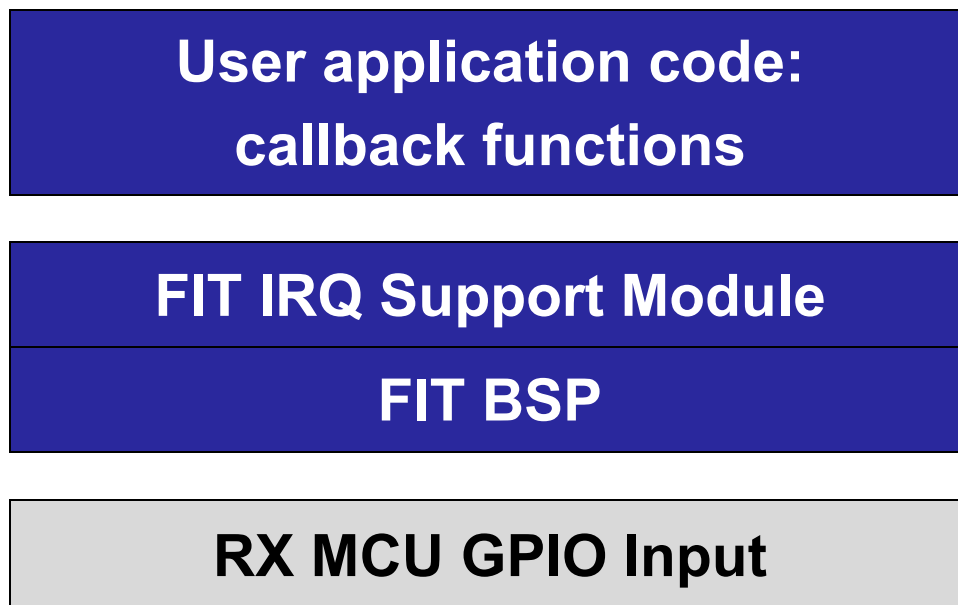 User application code:
callback functions
FIT IRQ Support Module
FIT BSP
RX MCU GPIO Input